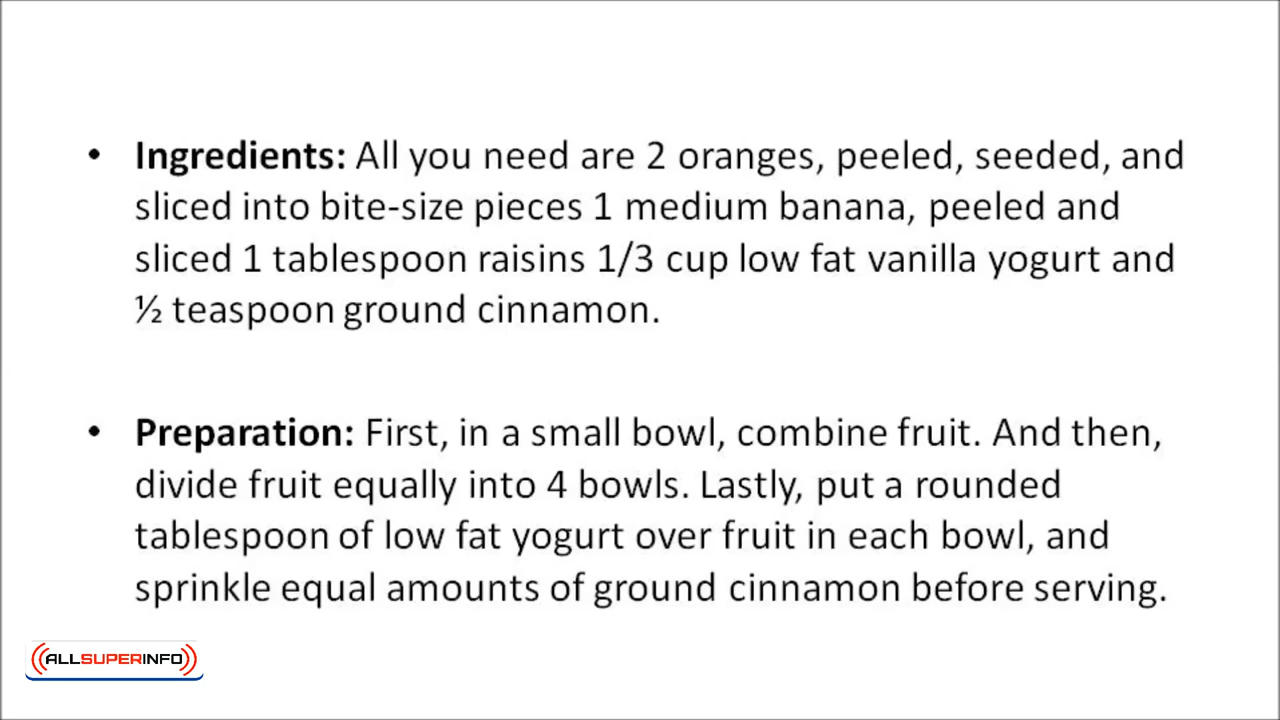 • Ingredients: All you need are 2 oranges, peeled, seeded, and
sliced into bite-size pieces 1 medium banana, peeled and
sliced 1 tablespoon raisins 1/3 cup low fat vanilla yogurt and
½ teaspoon ground cinnamon.
• Preparation: First, in a small bowl, combine fruit. And then,
divide fruit equally into 4 bowls. Lastly, put a rounded
tablespoon of low fat yogurt over fruit in each bowl, and
sprinkle equal amounts of ground cinnamon before serving.
ALLSUPERINFO